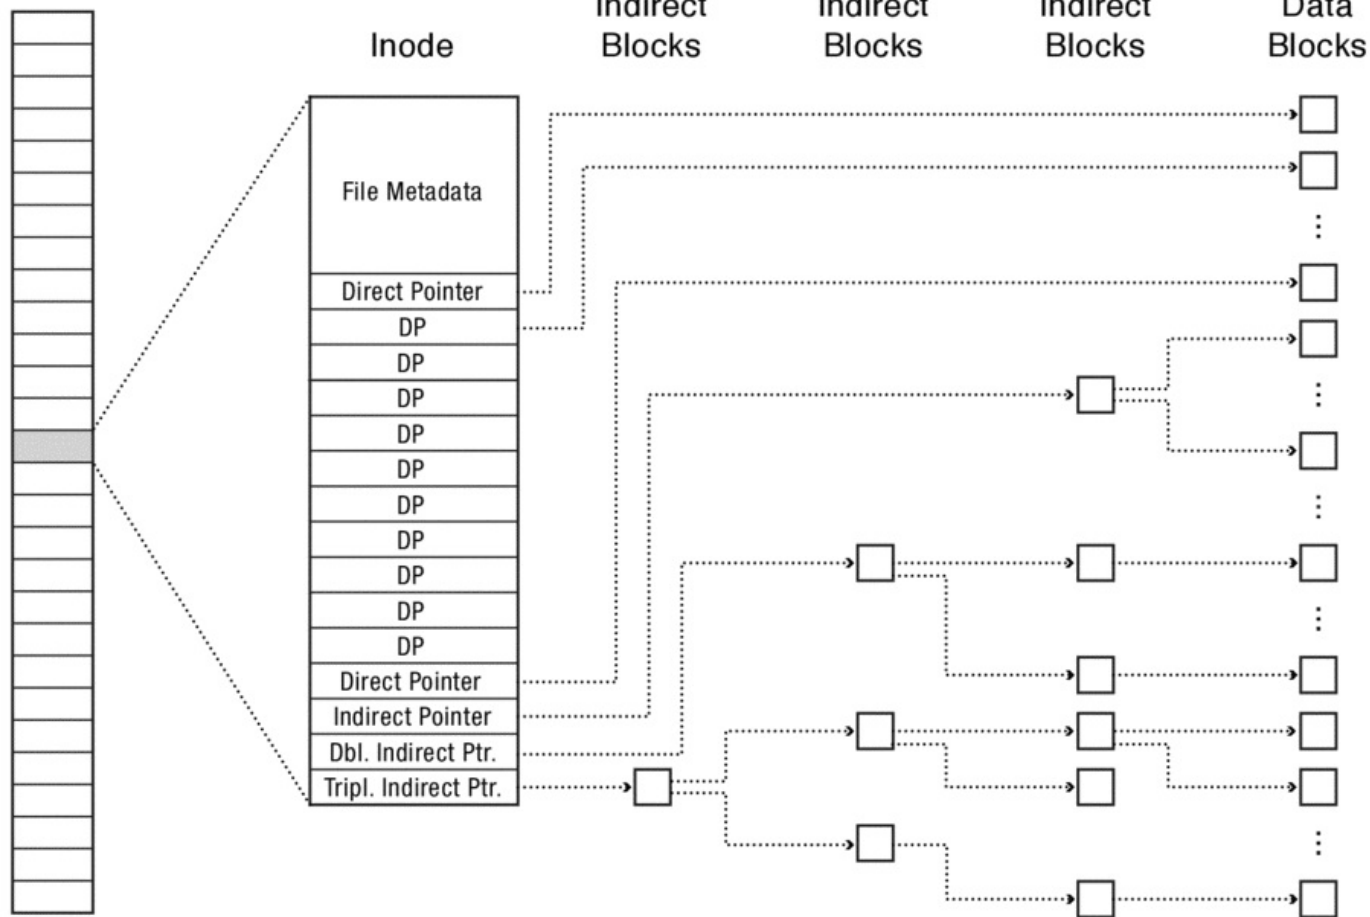 Indirect
Blocks
Indirect
Blocks
Indirect
Blocks
Data
Blocks
Inode
File Metadata
Direct Pointer
DP
DP
DP
DP
DP
DP
DP
DP
DP
DP
Direct Pointer
Indirect Pointer
Dbl. Indirect Ptr.
Tripl. Indirect Ptr.